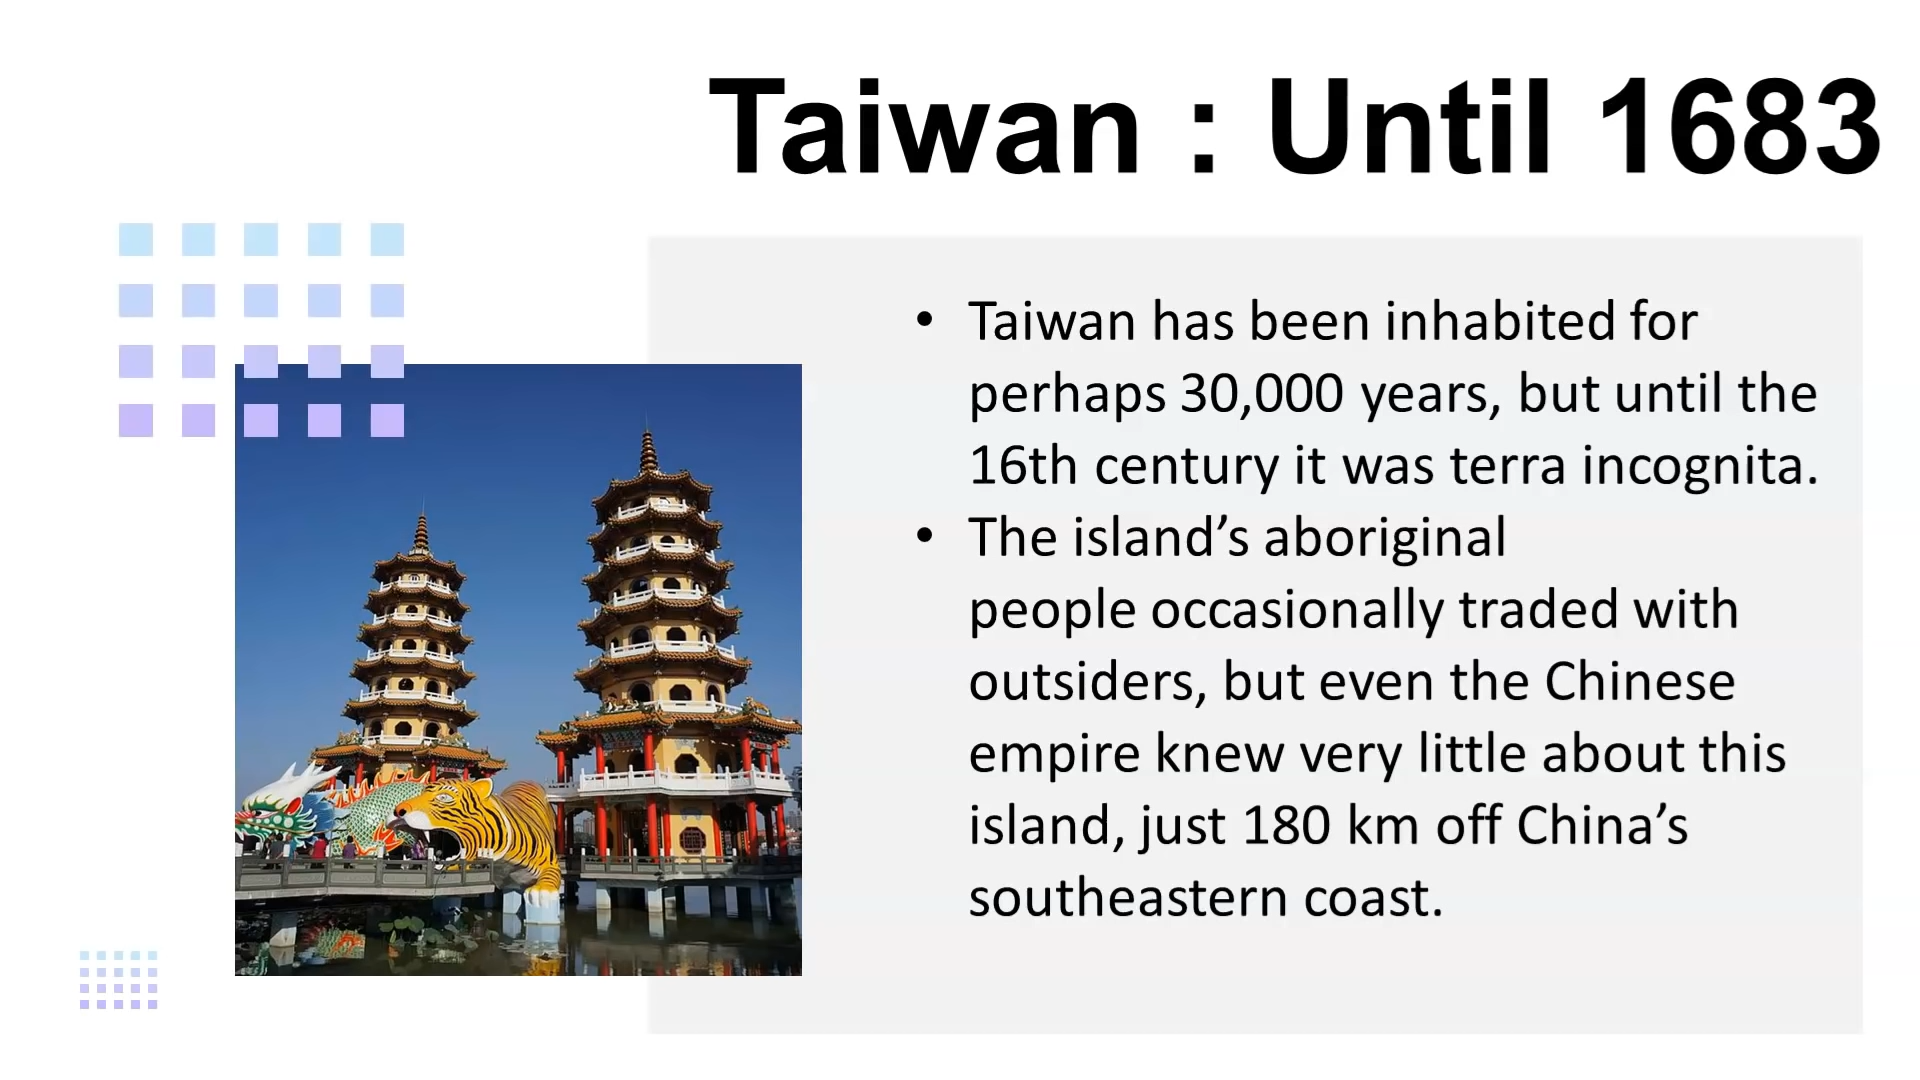 Taiwan : Until 1683
• Taiwan has been inhabited for
perhaps 30,000 years, but until the
16th century it was terra incognita.
• The island’s aboriginal
people occasionally traded with
outsiders, but even the Chinese
empire knew very little about this
island, just 180 km off China’s
southeastern coast.